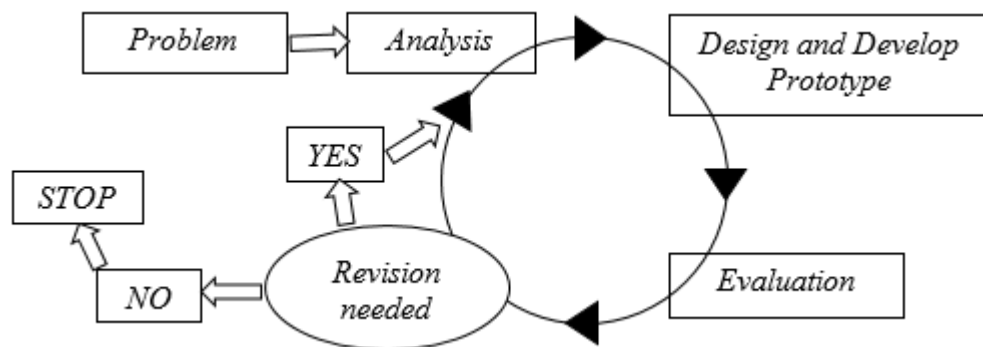 Problem
Analysis
Design and Develop
Prototype
YES
STOP
Revision
needed
Evaluation
NO